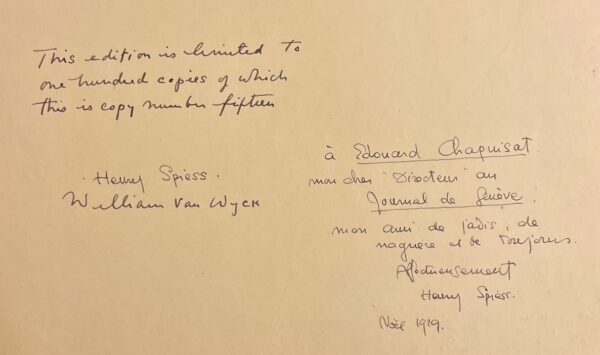 This edition is limited to
one hundred copies of which
this is copy number fifteen
Henry Spiess.
William Van Wyck
à Edouard Chapuisat.
mon cher "Directeur" au
Journal de Genève,
mon ami de jadis, de
naguère et de toujours.
Affectueusement
Henry Spiess.
Noël 1929.